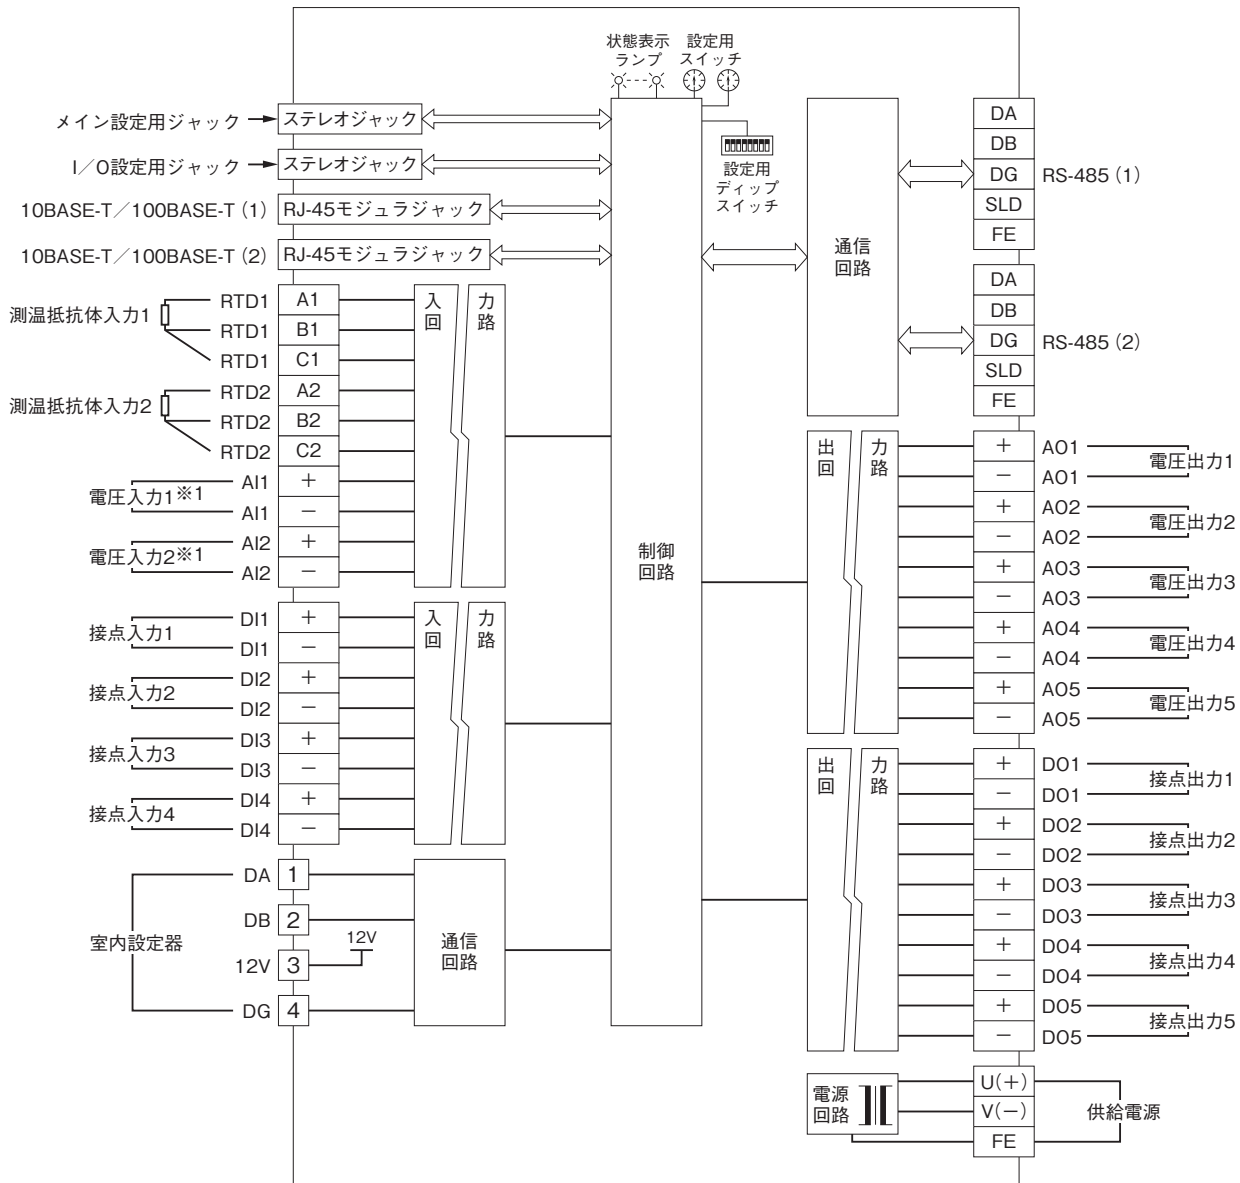 状態表示
ランプ
設定用
スイッチ
メイン設定用ジャック
ステレオジャック
I／O設定用ジャック
ステレオジャック
10BASE-T／100BASE-T (1)
RJ-45モジュラジャック
10BASE-T／100BASE-T (2)
RJ-45モジュラジャック
設定用
ディップ
スイッチ
測温抵抗体入力1
RTD1 A1
RTD1 B1
RTD1 C1
測温抵抗体入力2
RTD2 A2
RTD2 B2
RTD2 C2
電圧入力1※1
AI1 +
AI1 −
電圧入力2※1
AI2 +
AI2 −
入力
回路
接点入力1
DI1 +
DI1 −
接点入力2
DI2 +
DI2 −
接点入力3
DI3 +
DI3 −
接点入力4
DI4 +
DI4 −
入力
回路
室内設定器
DA 1
DB 2
12V 3
12V
DG 4
通信
回路
制御
回路
通信
回路
DA
DB
DG
SLD
FE
RS-485 (1)
DA
DB
DG
SLD
FE
RS-485 (2)
出力
回路
+ AO1
− AO1
電圧出力1
+ AO2
− AO2
電圧出力2
+ AO3
− AO3
電圧出力3
+ AO4
− AO4
電圧出力4
+ AO5
− AO5
電圧出力5
出力
回路
+ DO1
− DO1
接点出力1
+ DO2
− DO2
接点出力2
+ DO3
− DO3
接点出力3
+ DO4
− DO4
接点出力4
+ DO5
− DO5
接点出力5
電源
回路
U(+)
V(−)
FE
供給電源